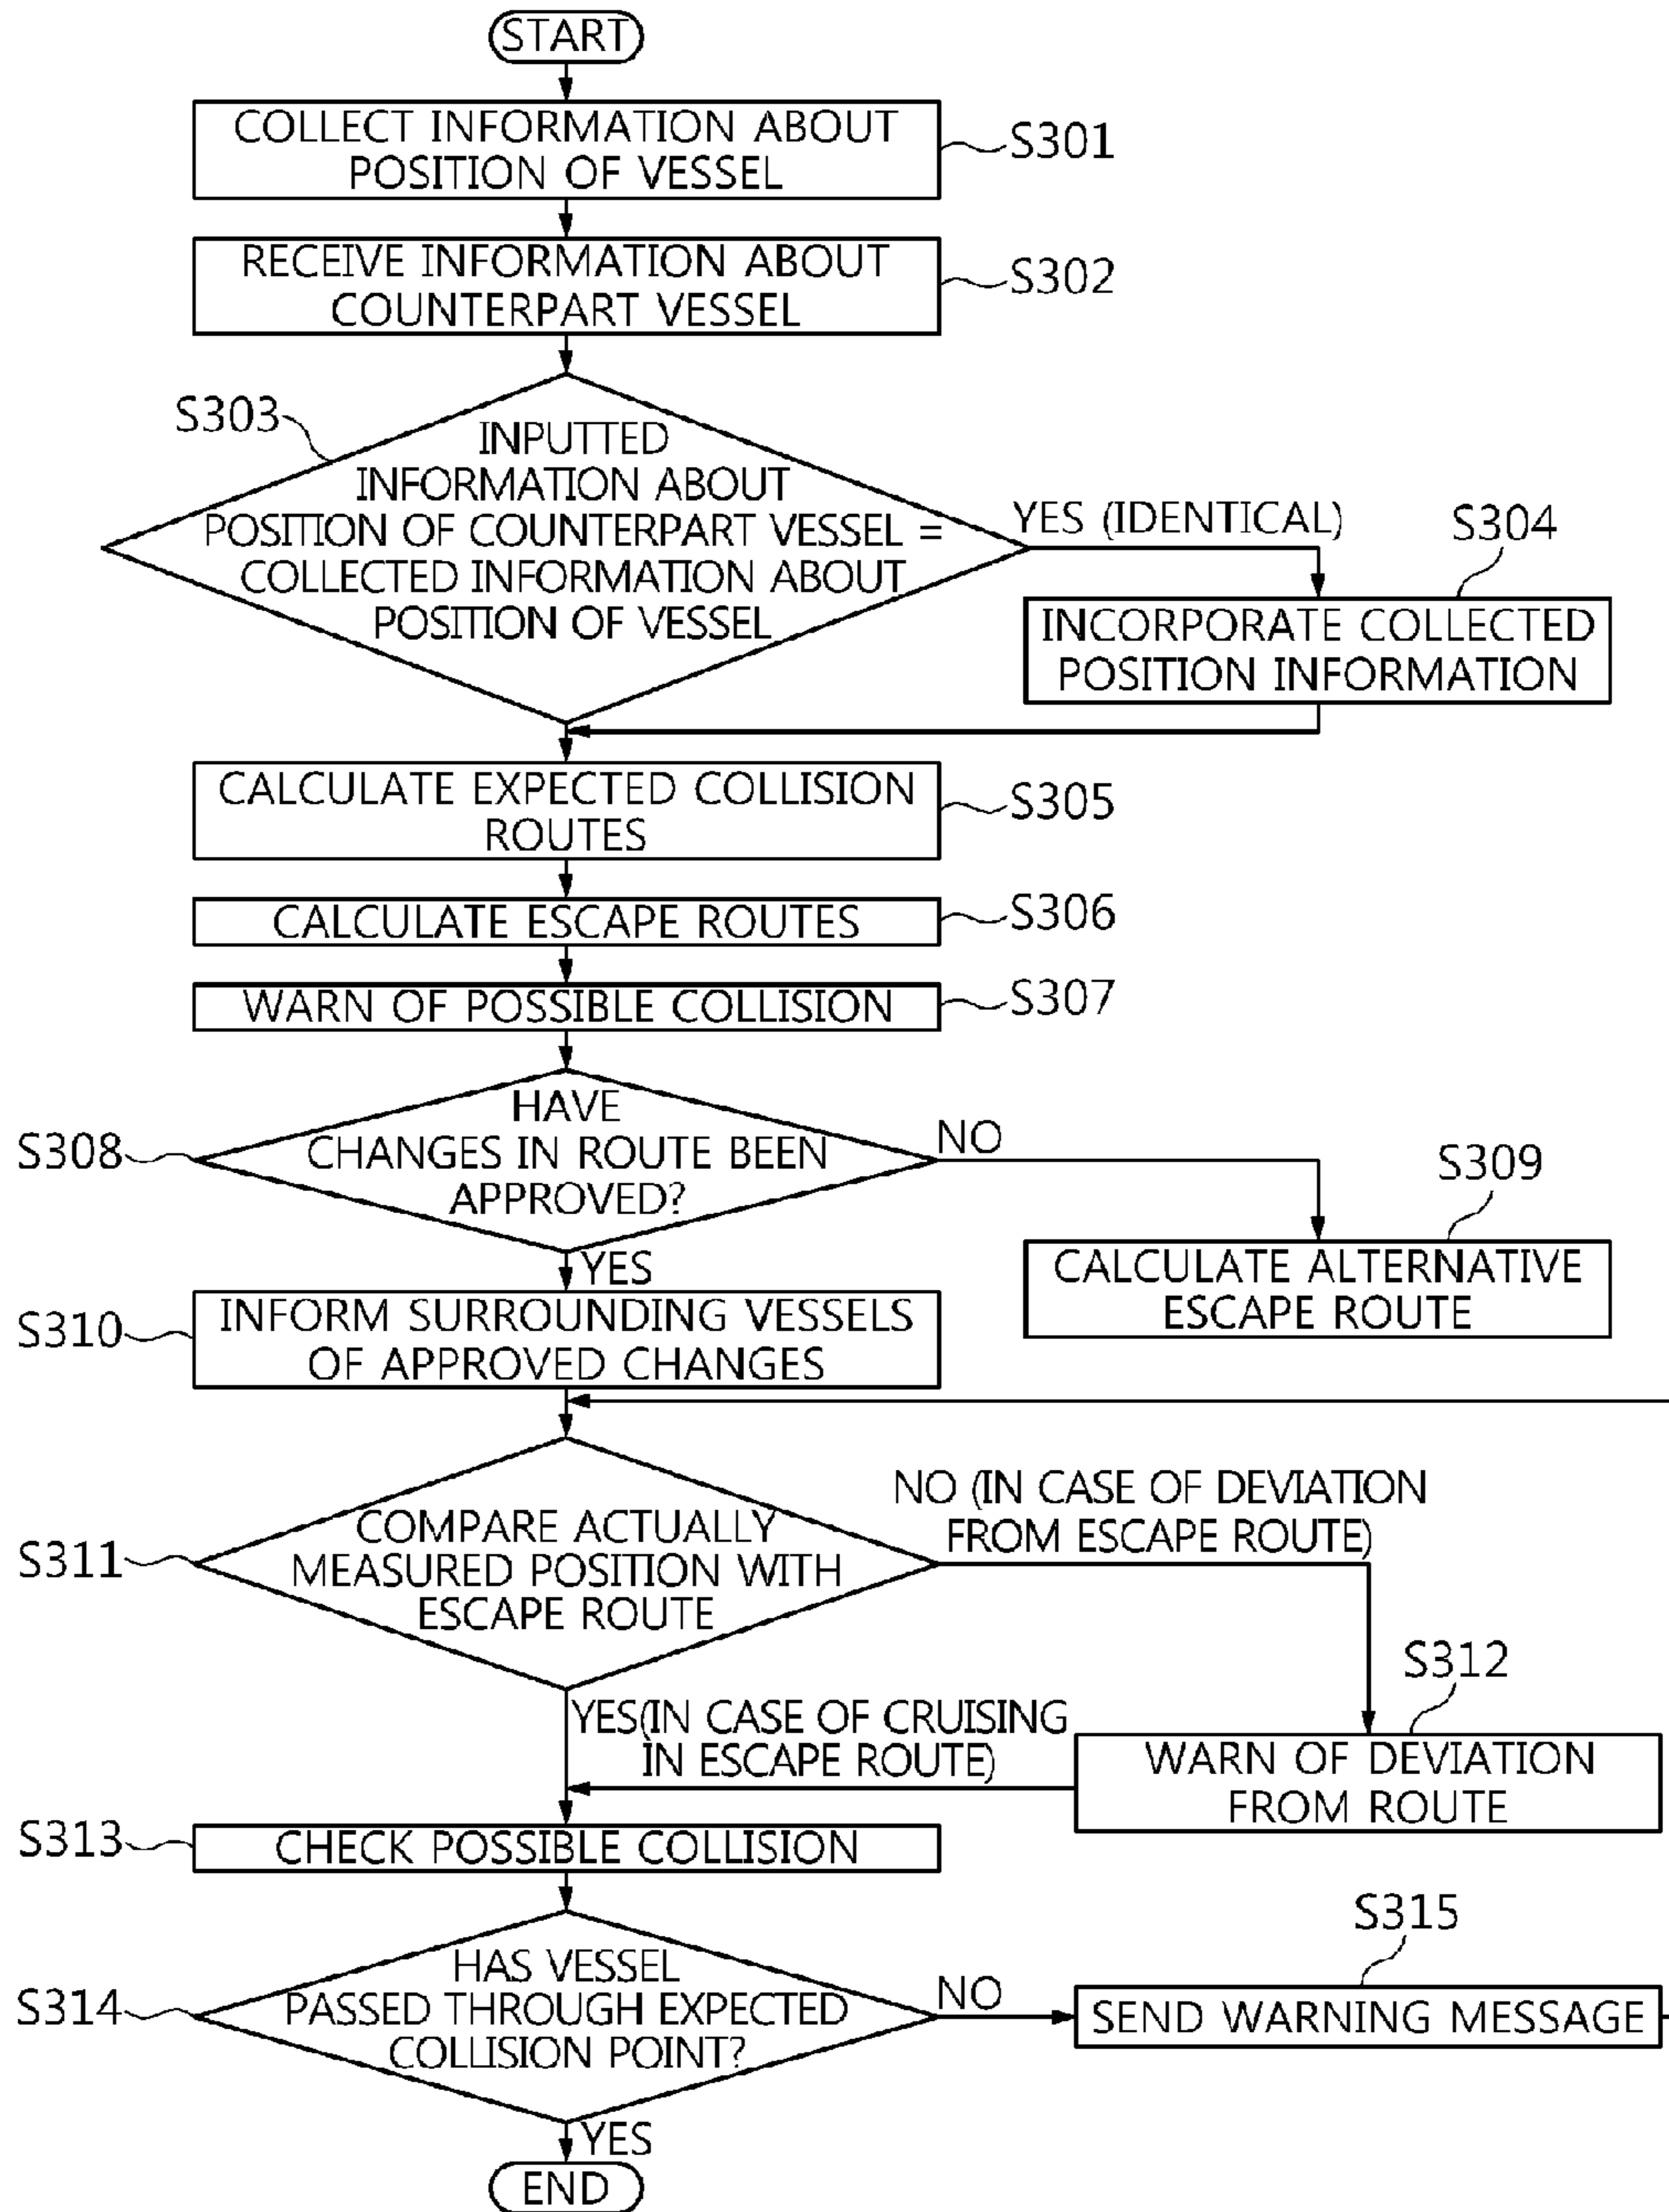 START
COLLECT INFORMATION ABOUT
POSITION OF VESSEL
S301
RECEIVE INFORMATION ABOUT
COUNTERPART VESSEL
S302
S303
INPUTTED
INFORMATION ABOUT
POSITION OF COUNTERPART VESSEL =
COLLECTED INFORMATION ABOUT
POSITION OF VESSEL
YES (IDENTICAL)
S304
INCORPORATE COLLECTED
POSITION INFORMATION
CALCULATE EXPECTED COLLISION
ROUTES
S305
CALCULATE ESCAPE ROUTES
S306
WARN OF POSSIBLE COLLISION
S307
S308
HAVE
CHANGES IN ROUTE BEEN
APPROVED?
NO
S309
CALCULATE ALTERNATIVE
ESCAPE ROUTE
YES
S310
INFORM SURROUNDING VESSELS
OF APPROVED CHANGES
S311
COMPARE ACTUALLY
MEASURED POSITION WITH
ESCAPE ROUTE
NO (IN CASE OF DEVIATION
FROM ESCAPE ROUTE)
S312
WARN OF DEVIATION
FROM ROUTE
YES(IN CASE OF CRUISING
IN ESCAPE ROUTE)
S313
CHECK POSSIBLE COLLISION
S314
HAS VESSEL
PASSED THROUGH EXPECTED
COLLISION POINT?
NO
S315
SEND WARNING MESSAGE
YES
END